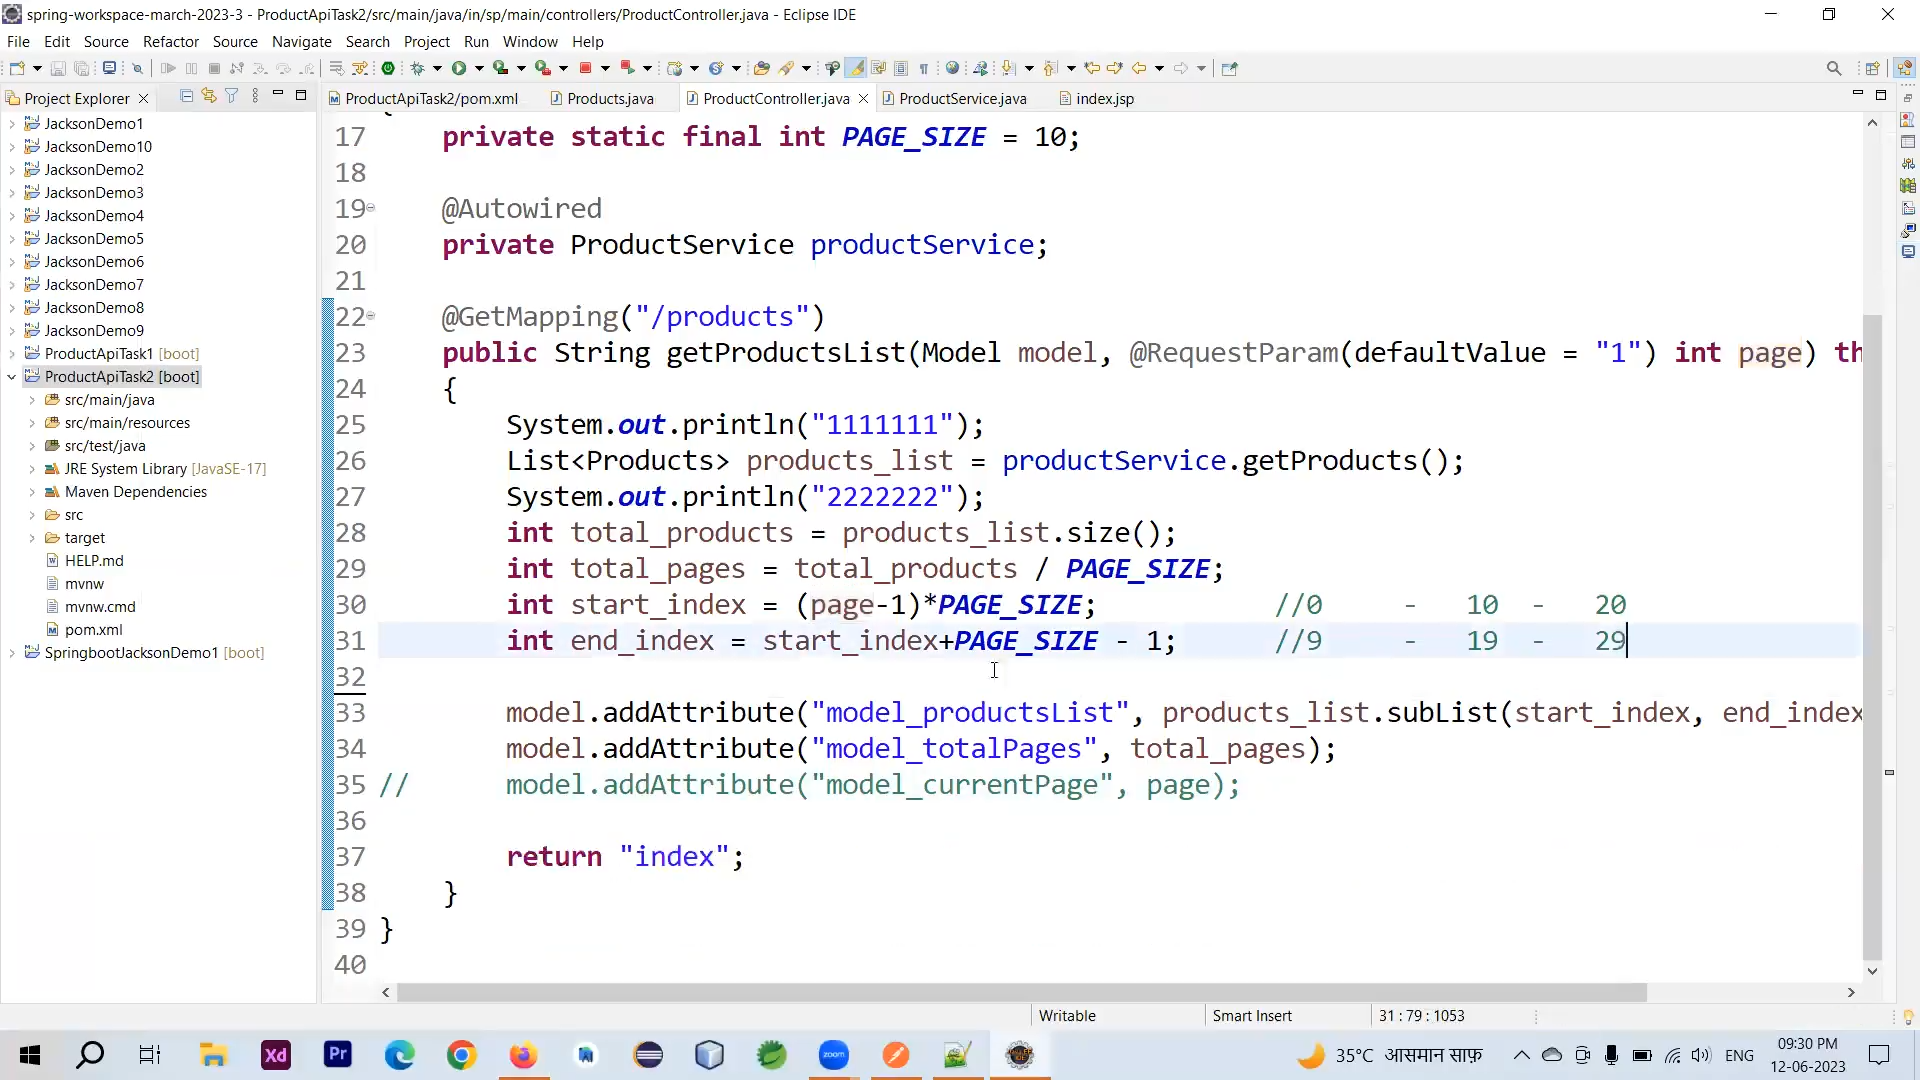 spring-workspace-march-2023-3 - ProductApiTask2/src/main/java/in/sp/main/controllers/ProductController.java - Eclipse IDE
File Edit Source Refactor Source Navigate Search Project Run Window Help
Project Explorer
ProductApiTask2/pom.xml Products.java ProductController.java ProductService.java index.jsp
JacksonDemo1
JacksonDemo10
JacksonDemo2
JacksonDemo3
JacksonDemo4
JacksonDemo5
JacksonDemo6
JacksonDemo7
JacksonDemo8
JacksonDemo9
ProductApiTask1 [boot]
ProductApiTask2 [boot]
src/main/java
src/main/resources
src/test/java
JRE System Library [JavaSE-17]
Maven Dependencies
src
target
HELP.md
mvnw
mvnw.cmd
pom.xml
SpringbootJacksonDemo1 [boot]
17 private static final int PAGE_SIZE = 10;
18
19 @Autowired
20 private ProductService productService;
21
22 @GetMapping("/products")
23 public String getProductsList(Model model, @RequestParam(defaultValue = "1") int page) th
24 {
25 System.out.println("1111111");
26 List<Products> products_list = productService.getProducts();
27 System.out.println("2222222");
28 int total_products = products_list.size();
29 int total_pages = total_products / PAGE_SIZE;
30 int start_index = (page-1)*PAGE_SIZE; //0 - 10 - 20
31 int end_index = start_index+PAGE_SIZE - 1; //9 - 19 - 29
32
33 model.addAttribute("model_productsList", products_list.subList(start_index, end_index
34 model.addAttribute("model_totalPages", total_pages);
35 // model.addAttribute("model_currentPage", page);
36
37 return "index";
38 }
39 }
40
Writable Smart Insert 31 : 79 : 1053
Xd Pr zoom 35°C आसमान साफ़ ENG 09:30 PM
12-06-2023